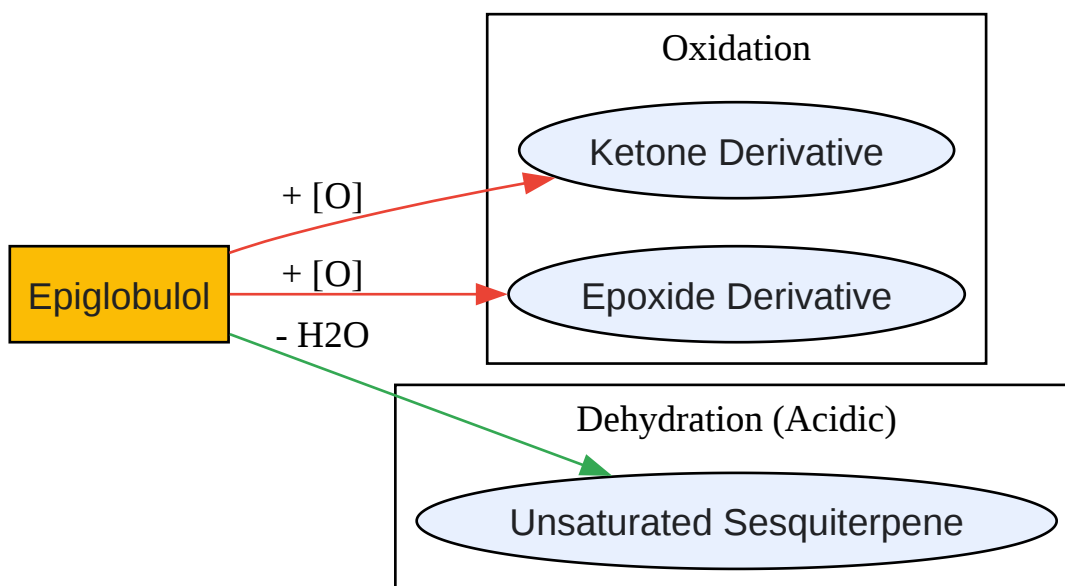 Oxidation
Ketone Derivative
+ [O]
+ [O]
Epiglobulol
Epoxide Derivative
- H2O
Dehydration (Acidic)
Unsaturated Sesquiterpene